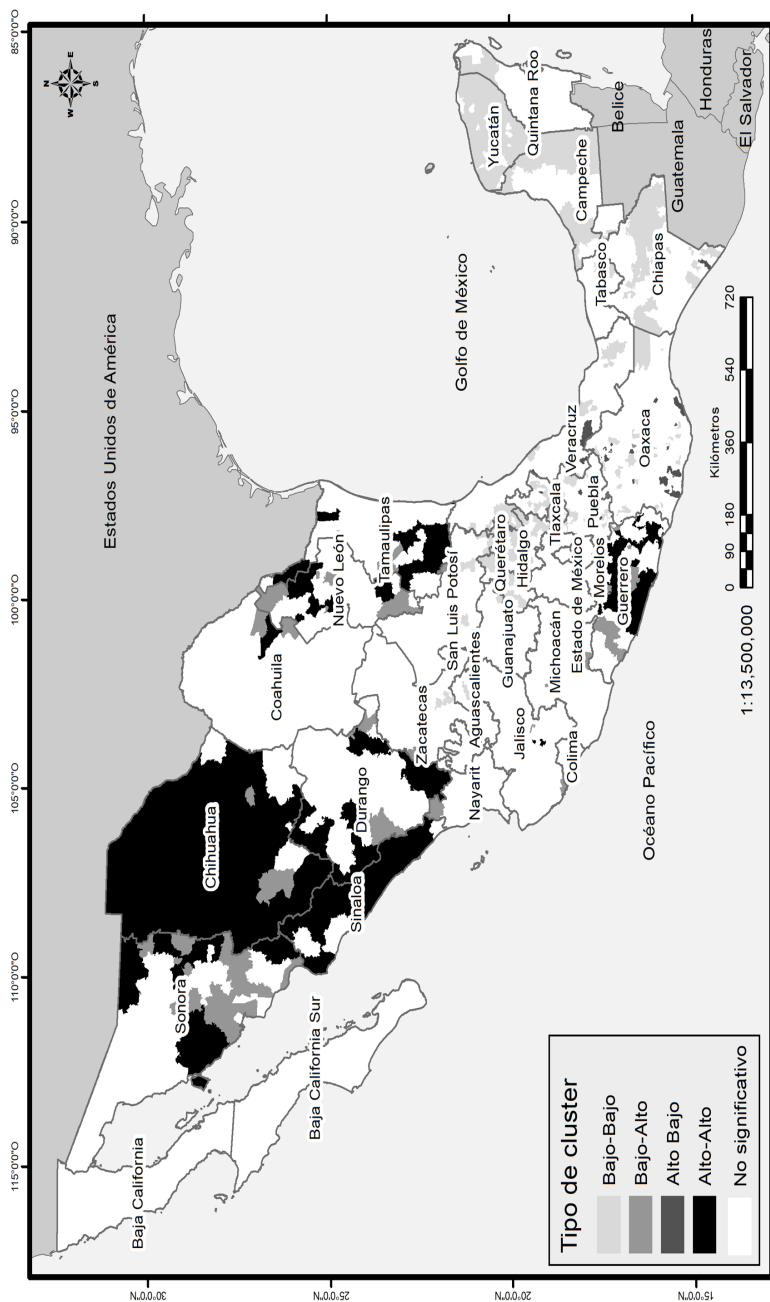 115°0'0"O
110°0'0"O
105°0'0"O
100°0'0"O
95°0'0"O
90°0'0"O
85°0'0"O
30°0'0"N
25°0'0"N
20°0'0"N
15°0'0"N
N
W
E
S
Estados Unidos de América
Baja California
Sonora
Chihuahua
Coahuila
Nuevo León
Tamaulipas
Baja California Sur
Sinaloa
Durango
Zacatecas
San Luis Potosí
Golfo de México
Nayarit
Aguascalientes
Guanajuato
Querétaro
Hidalgo
Jalisco
Michoacán
Colima
Estado de México
Tlaxcala
Morelos
Puebla
Veracruz
Guerrero
Oaxaca
Tabasco
Chiapas
Campeche
Yucatán
Quintana Roo
Belice
Guatemala
Honduras
El Salvador
Océano Pacífico
Kilómetros
0
90
180
360
540
720
1:13,500,000
Tipo de cluster
Bajo-Bajo
Bajo-Alto
Alto Bajo
Alto-Alto
No significativo